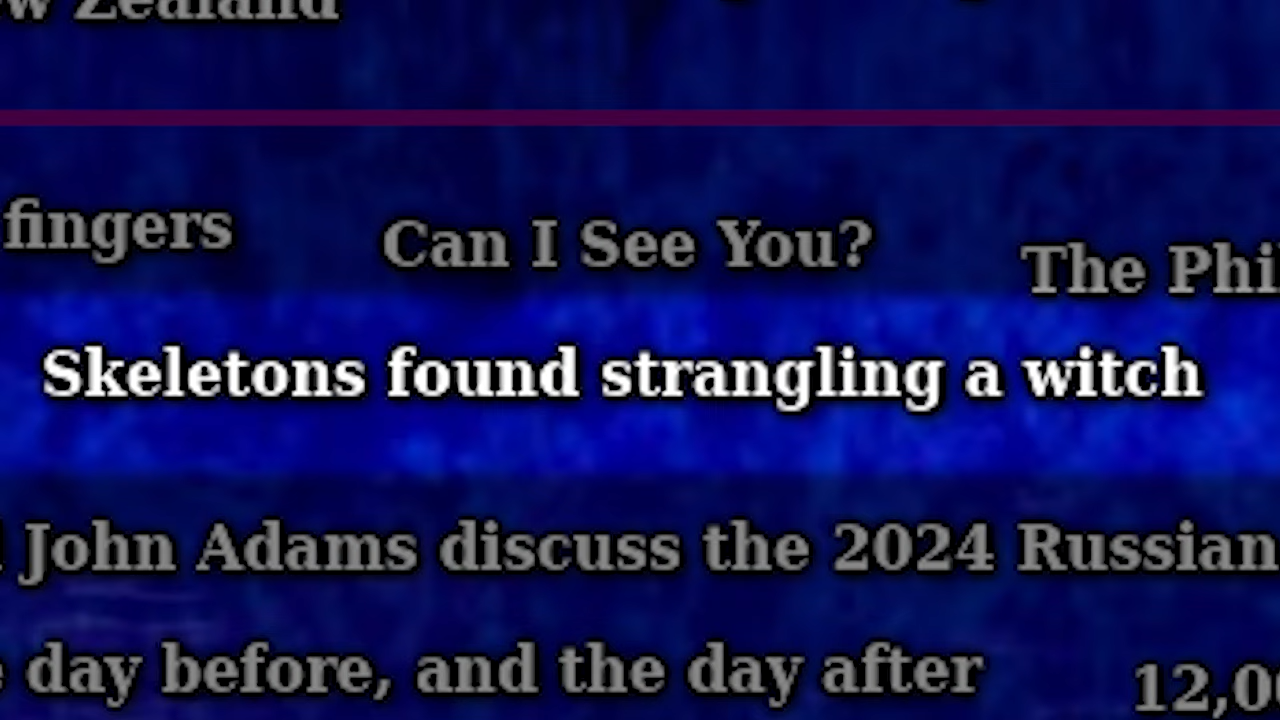 Zealand
fingers
Can I See You?
The
Skeletons found strangling a witch
John Adams discuss the 2024 Russian
day before, and the day after